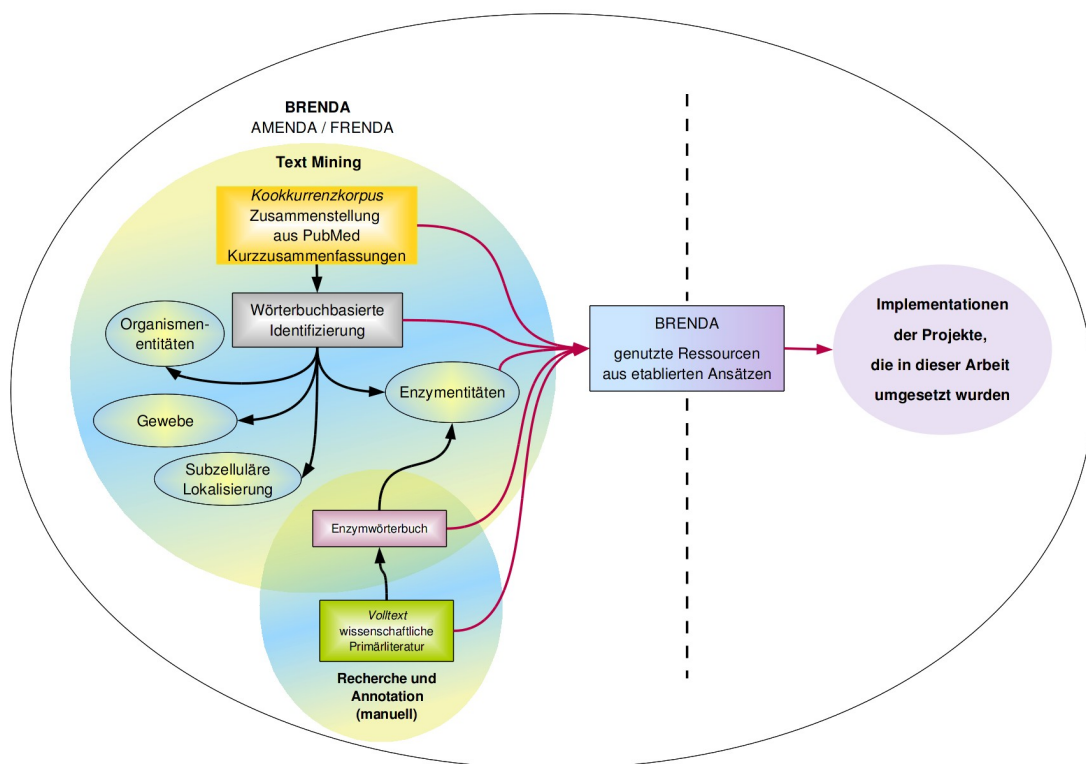 BRENDA
AMENDA / FRENDA
Text Mining
Kookkurrenzkorpus
Zusammenstellung
aus PubMed
Kurzzusammenfassungen
Wörterbuchbasierte
Identifizierung
Organismen-
entitäten
Gewebe
Subzelluläre
Lokalisierung
Enzymentitäten
Enzymwörterbuch
Volltext
wissenschaftliche
Primärliteratur
Recherche und
Annotation
(manuell)
BRENDA
genutzte Ressourcen
aus etablierten Ansätzen
Implementationen
der Projekte,
die in dieser Arbeit
umgesetzt wurden